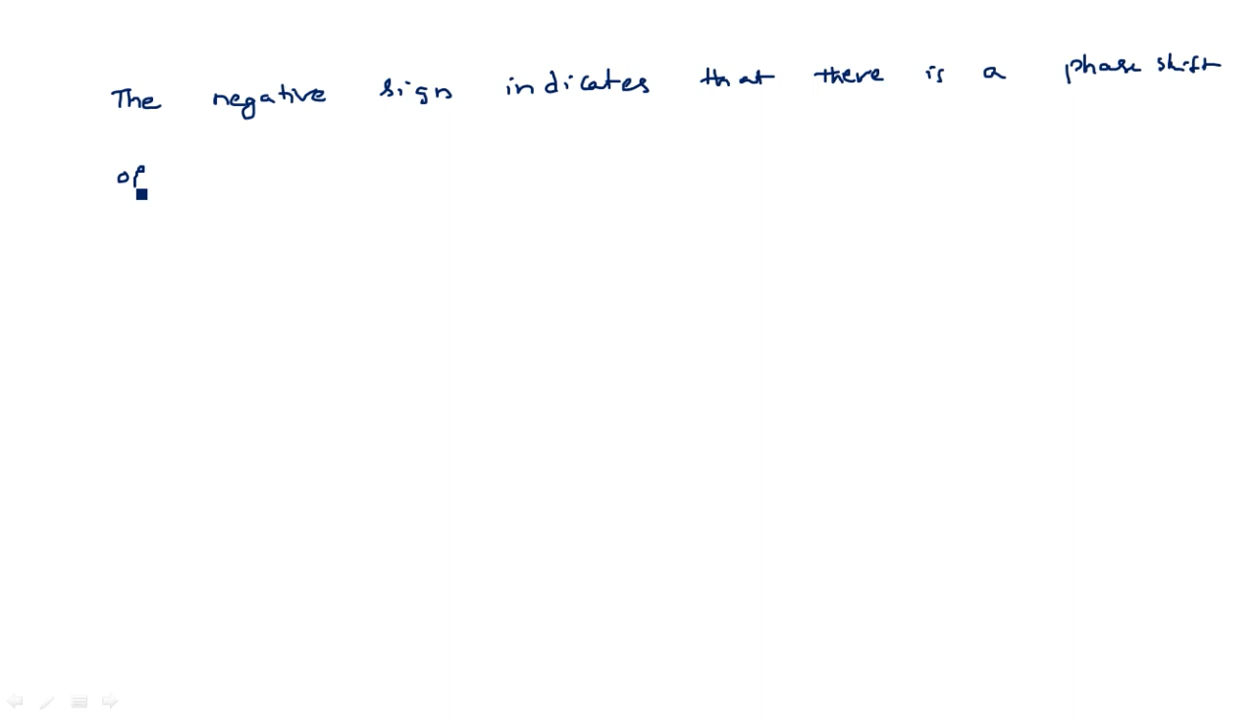 The negative sign indicates that there is a phase shift
of